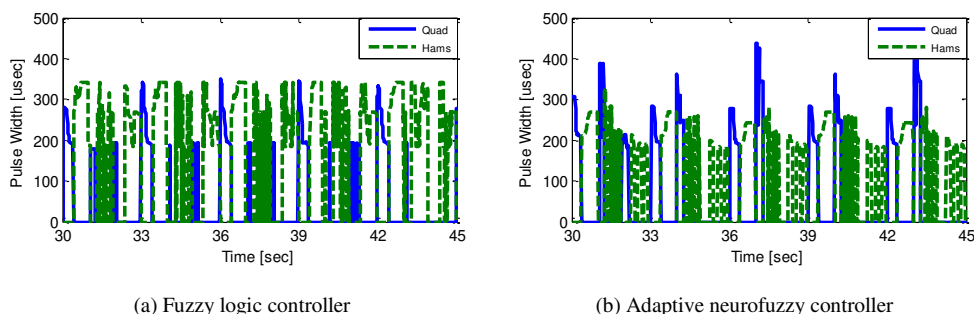 500
400
300
200
100
0
Pulse Width [usec]
30 33 36 39 42 45
Time [sec]
Quad
Hams
(a) Fuzzy logic controller
500
400
300
200
100
0
Pulse Width [usec]
30 33 36 39 42 45
Time [sec]
Quad
Hams
(b) Adaptive neurofuzzy controller